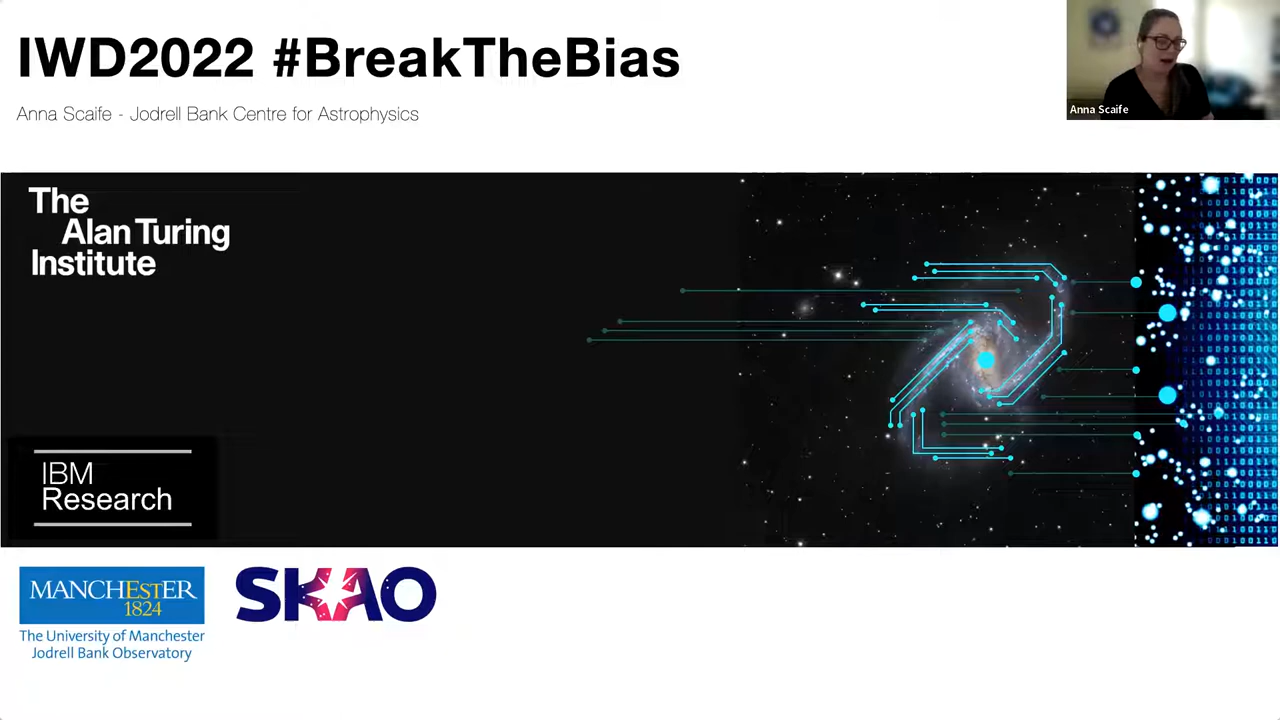 IWD2022 #BreakTheBias
Anna Scaife - Jodrell Bank Centre for Astrophysics
Anna Scaife
The
Alan Turing
Institute
IBM
Research
MANCHESTER
1824
The University of Manchester
Jodrell Bank Observatory
SKAO